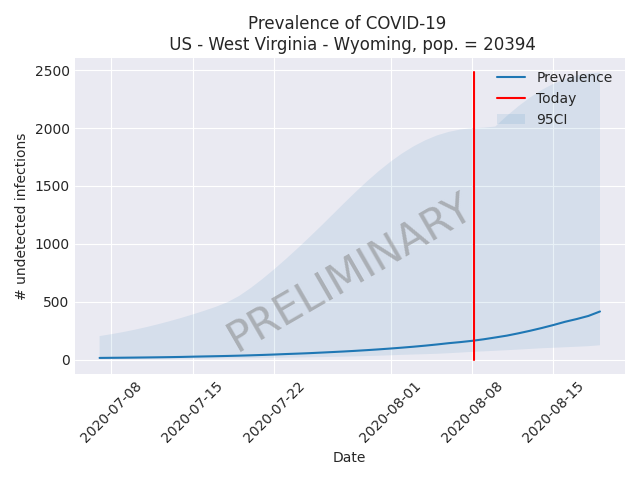 Prevalence of COVID-19
US - West Virginia - Wyoming, pop. = 20394
# undetected infections
2500
2000
1500
1000
500
0
Prevalence
Today
95CI
PRELIMINARY
2020-07-08
2020-07-15
2020-07-22
2020-08-01
2020-08-08
2020-08-15
Date